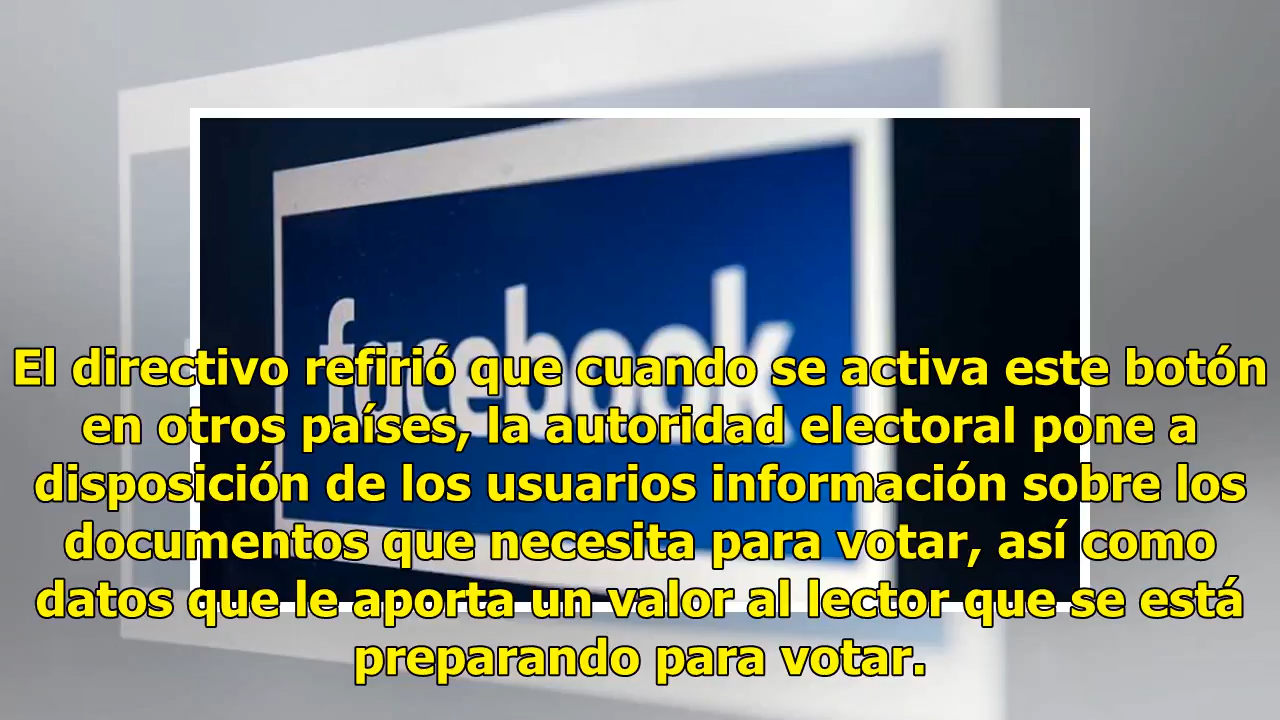 facebook
El directivo refirió que cuando se activa este botón
en otros países, la autoridad electoral pone a
disposición de los usuarios información sobre los
documentos que necesita para votar, así como
datos que le aporta un valor al lector que se está
preparando para votar.